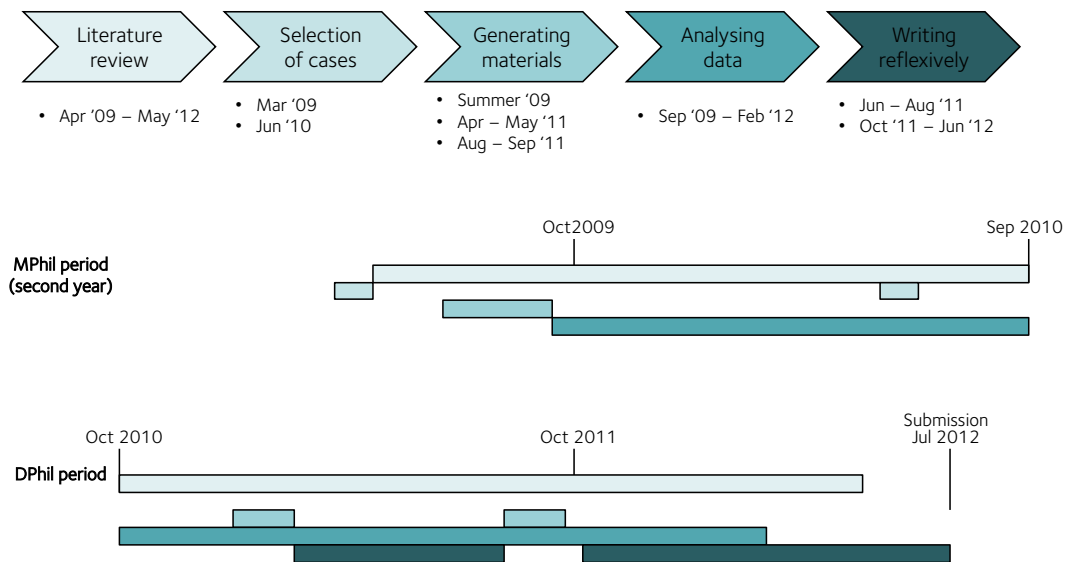 Literature review
Selection of cases
Generating materials
Analysing data
Writing reflexively
• Apr ‘09 – May ‘12
• Mar ‘09
• Jun ‘10
• Summer ‘09
• Apr – May ‘11
• Aug – Sep ‘11
• Sep ‘09 – Feb ‘12
• Jun – Aug ‘11
• Oct ‘11 – Jun ‘12
Oct2009
Sep 2010
MPhil period
(second year)
Oct 2010
Oct 2011
Submission
Jul 2012
DPhil period